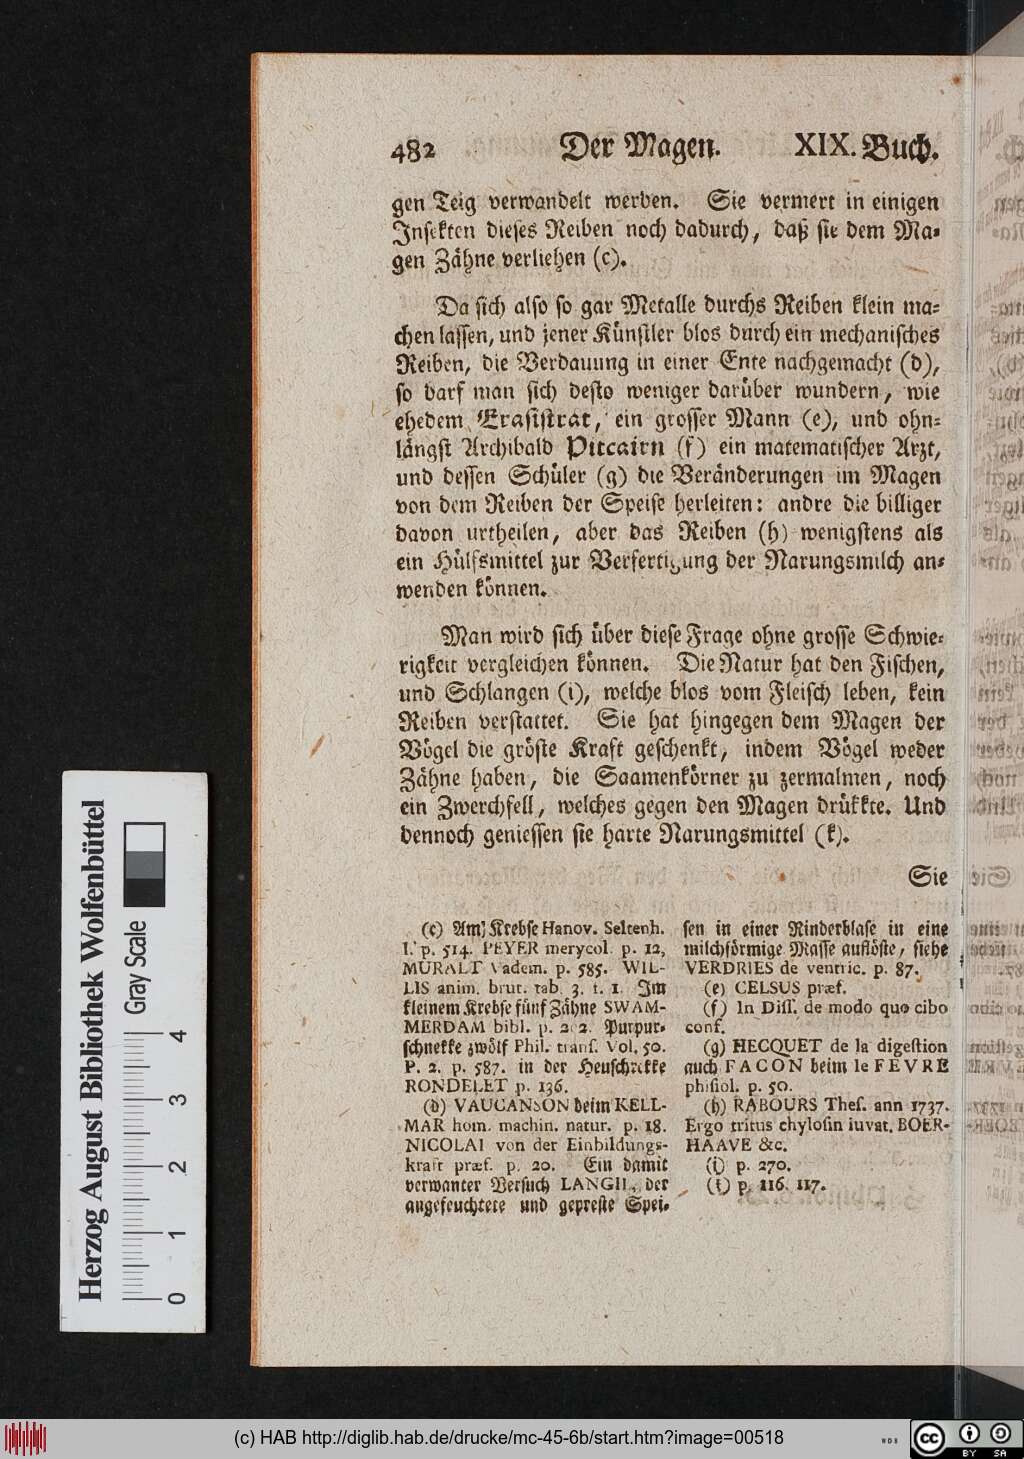 482 Der Magen. XIX. Buch.
gen Teig verwandelt werden. Sie vermert in einigen
Insekten dieses Reiben noch dadurch, daß sie dem Ma-
gen Zähne verliehen (c).
Da sich also so gar Metalle durchs Reiben klein ma-
chen lassen, und jener Künstler blos durch ein mechanisches
Reiben, die Verdauung in einer Ente nachgemacht (d),
so darf man sich desto weniger darüber wundern, wie
ehedem Erasistrat, ein grosser Mann (e), und ohn-
längst Archibald Pitcairn (f) ein matematischer Arzt,
und dessen Schüler (g) die Veränderungen im Magen
von dem Reiben der Speise herleiten: andre die billiger
davon urtheilen, aber das Reiben (h) wenigstens als
ein Hülfsmittel zur Verfertigung der Narungsmilch an-
wenden können.
Man wird sich über diese Frage ohne grosse Schwie-
rigkeit vergleichen können. Die Natur hat den Fischen,
und Schlangen (i), welche blos vom Fleisch leben, kein
Reiben verstattet. Sie hat hingegen dem Magen der
Vögel die gröste Kraft geschenkt, indem Vögel weder
Zähne haben, die Saamenkörner zu zermalmen, noch
ein Zwerchfell, welches gegen den Magen drükkte. Und
dennoch geniessen sie harte Narungsmittel (k).
Sie
(c) Am Krebse Hanov. Seltenh.
I. p. 514. PEYER merycol. p. 12,
MURALT Vadem. p. 585. WIL-
LIS anim. brut. tab. 3. f. 1. Im
kleinem Krebse fünf Zähne SWAM-
MERDAM bibl. p. 202. Purpur-
schnekke zwölf Phil. trans. Vol. 50.
P. 2. p. 587. in der Heuschrekke
RONDELET p. 136.
(d) VAUCANSON beim KELL-
MAR hom. machin. natur. p. 18.
NICOLAI von der Einbildungs-
kraft præf. p. 20. Ein damit
verwanter Versuch LANGII, der
angefeuchtete und gepreste Spei-
sen in einer Rinderblase in eine
milchförmige Masse auflöste, siehe
VERDRIES de ventric. p. 87.
(e) CELSUS præf.
(f) In Diss. de modo quo cibo
conf.
(g) HECQUET de la digestion
auch FACON beim le FEVRE
phisiol. p. 50.
(h) RABOURS Thes. ann 1737.
Ergo tritus chylosin iuvat. BOER-
HAAVE &c.
(i) p. 270.
(k) p. 116. 117.
Herzog August Bibliothek Wolfenbüttel
Gray Scale
0 1 2 3 4
(c) HAB http://diglib.hab.de/drucke/mc-45-6b/start.htm?image=00518
WDB
cc BY SA